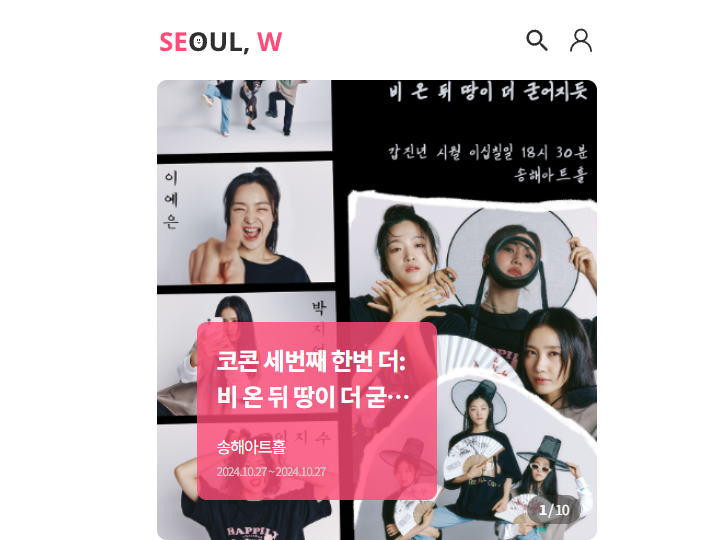 SEOUL, W
비 온 뒤 땅이 더 굳어지듯
갑진년 시월 이십칠일 18시 30분
송해아트홀
이예은
박지
이지수
코콘 세번째 한번 더:
비 온 뒤 땅이 더 굳…
송해아트홀
2024.10.27 ~ 2024.10.27
HAPPILY
1 / 10